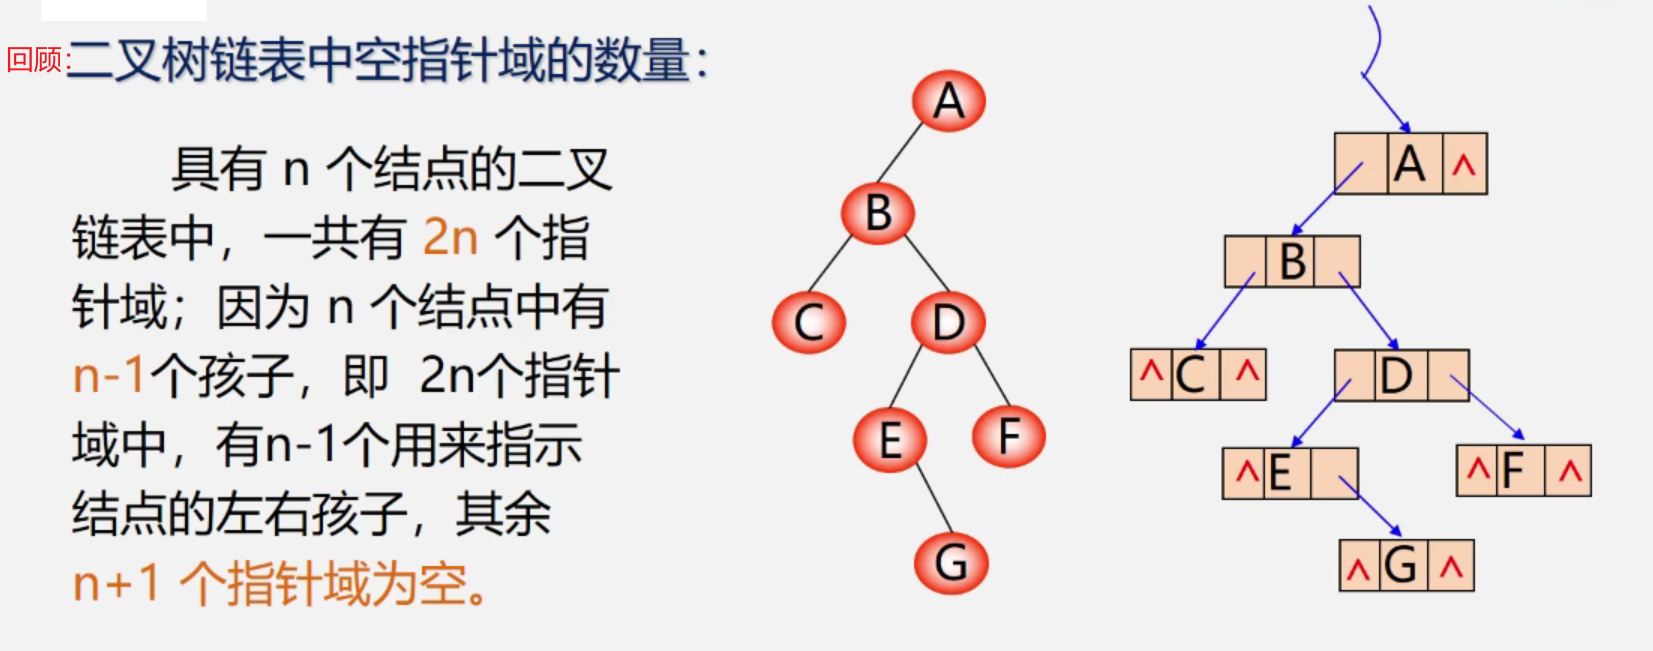 回顾:二叉树链表中空指针域的数量：
具有 n 个结点的二叉
链表中，一共有 2n 个指
针域；因为 n 个结点中有
n-1个孩子，即 2n个指针
域中，有n-1个用来指示
结点的左右孩子，其余
n+1 个指针域为空。
A
B
C
D
E
F
G
A ^
B
^ C ^
D
^ E
^ F ^
^ G ^